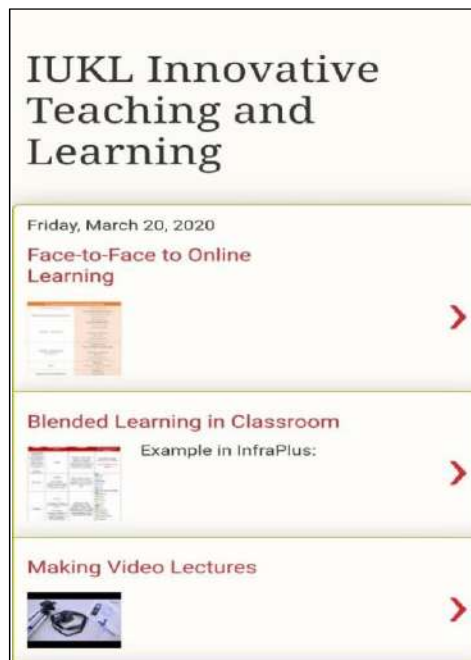 IUKL Innovative
Teaching and
Learning
Friday, March 20, 2020
Face-to-Face to Online
Learning
Blended Learning in Classroom
Example in InfraPlus:
Making Video Lectures